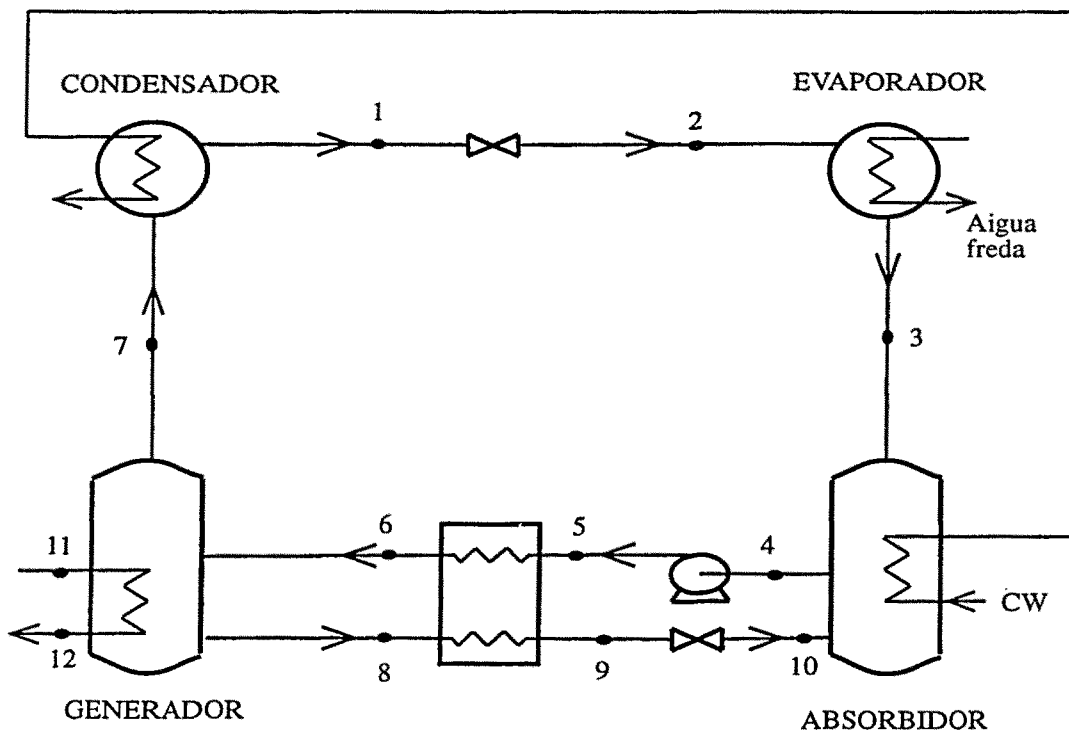 CONDENSADOR
EVAPORADOR
1
2
Aigua
freda
7
3
6
5
4
11
CW
12
8
9
10
GENERADOR
ABSORBIDOR